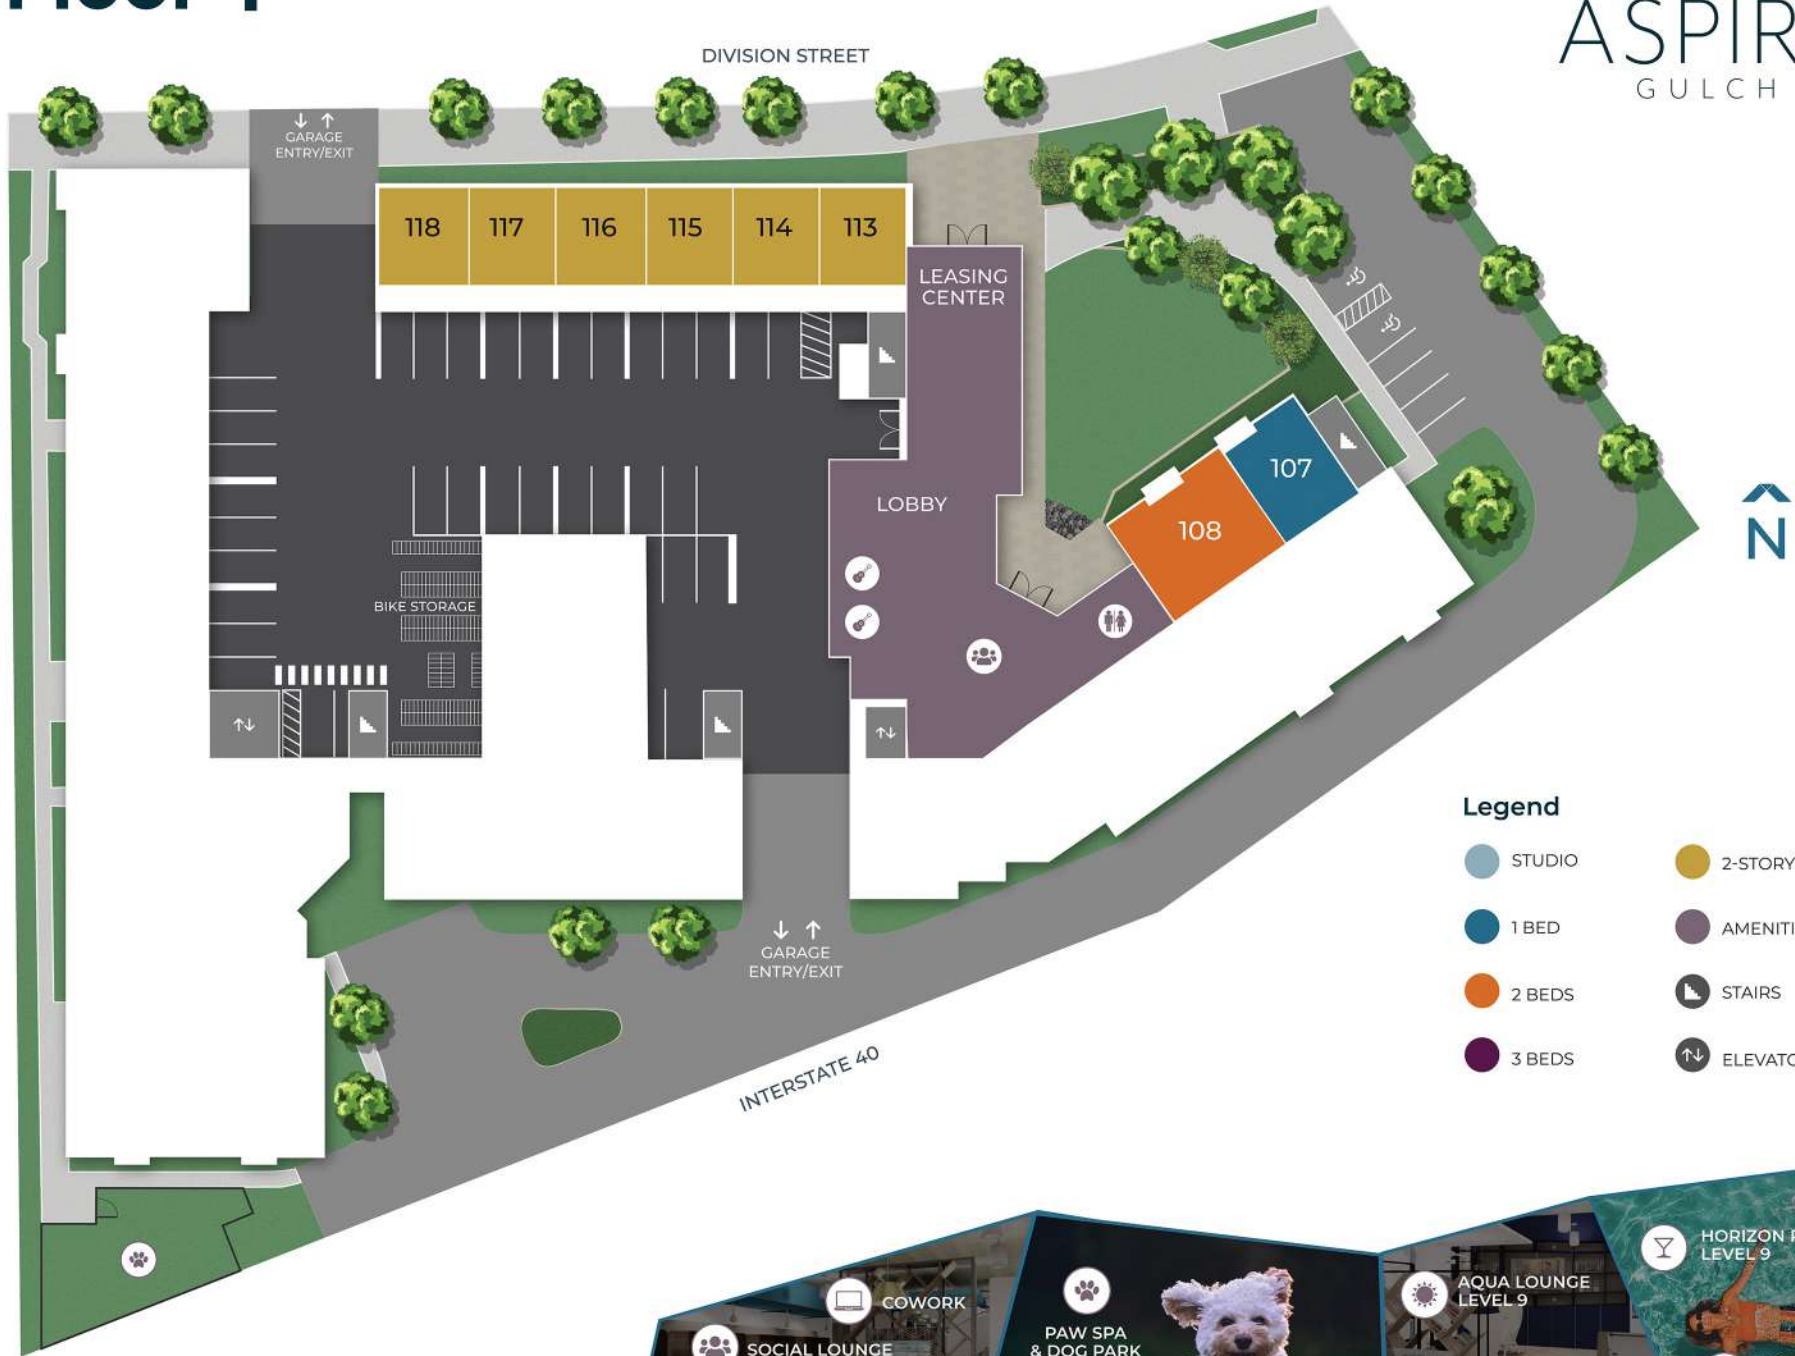 ASPIR
GULCH
DIVISION STREET
GARAGE
ENTRY/EXIT
118
117
116
115
114
113
LEASING
CENTER
107
LOBBY
108
N
BIKE STORAGE
Legend
STUDIO
2-STORY
1 BED
AMENITI
2 BEDS
STAIRS
3 BEDS
ELEVATO
GARAGE
ENTRY/EXIT
INTERSTATE 40
HORIZON
LEVEL 9
AQUA LOUNGE
LEVEL 9
COWORK
SOCIAL LOUNGE
PAW SPA
& DOG PARK